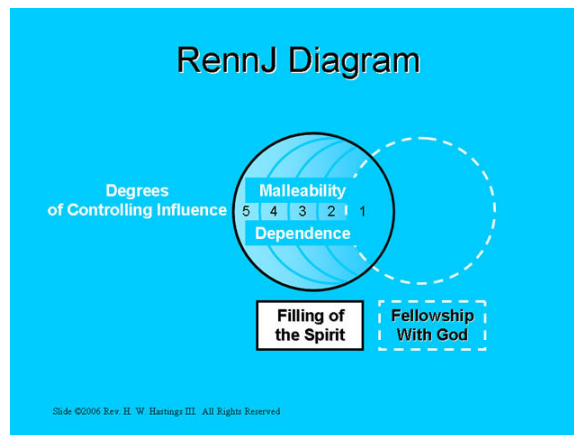 RennJ Diagram
Degrees
of Controlling Influence
Malleability
5 4 3 2 1
Dependence
Filling of
the Spirit
Fellowship
With God
Slide ©2006 Rev. H. W. Hastings III.  All Rights Reserved